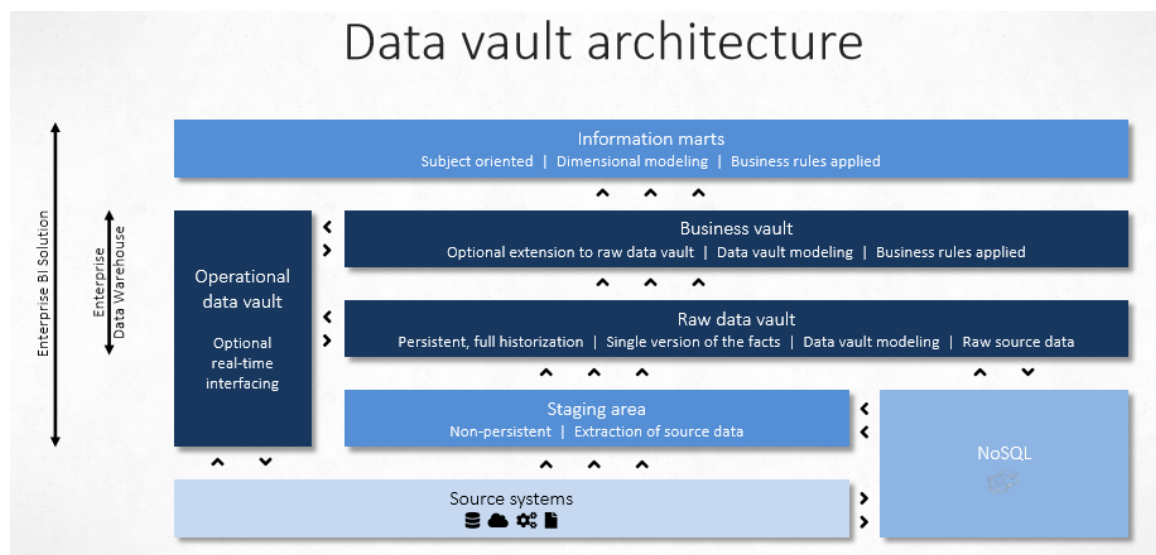 Data vault architecture
Information marts
Subject oriented | Dimensional modeling | Business rules applied
Enterprise BI Solution
Enterprise
Data Warehouse
Operational
data vault
Optional
real-time
interfacing
Business vault
Optional extension to raw data vault | Data vault modeling | Business rules applied
Raw data vault
Persistent, full historization | Single version of the facts | Data vault modeling | Raw source data
Staging area
Non-persistent | Extraction of source data
NoSQL
Source systems